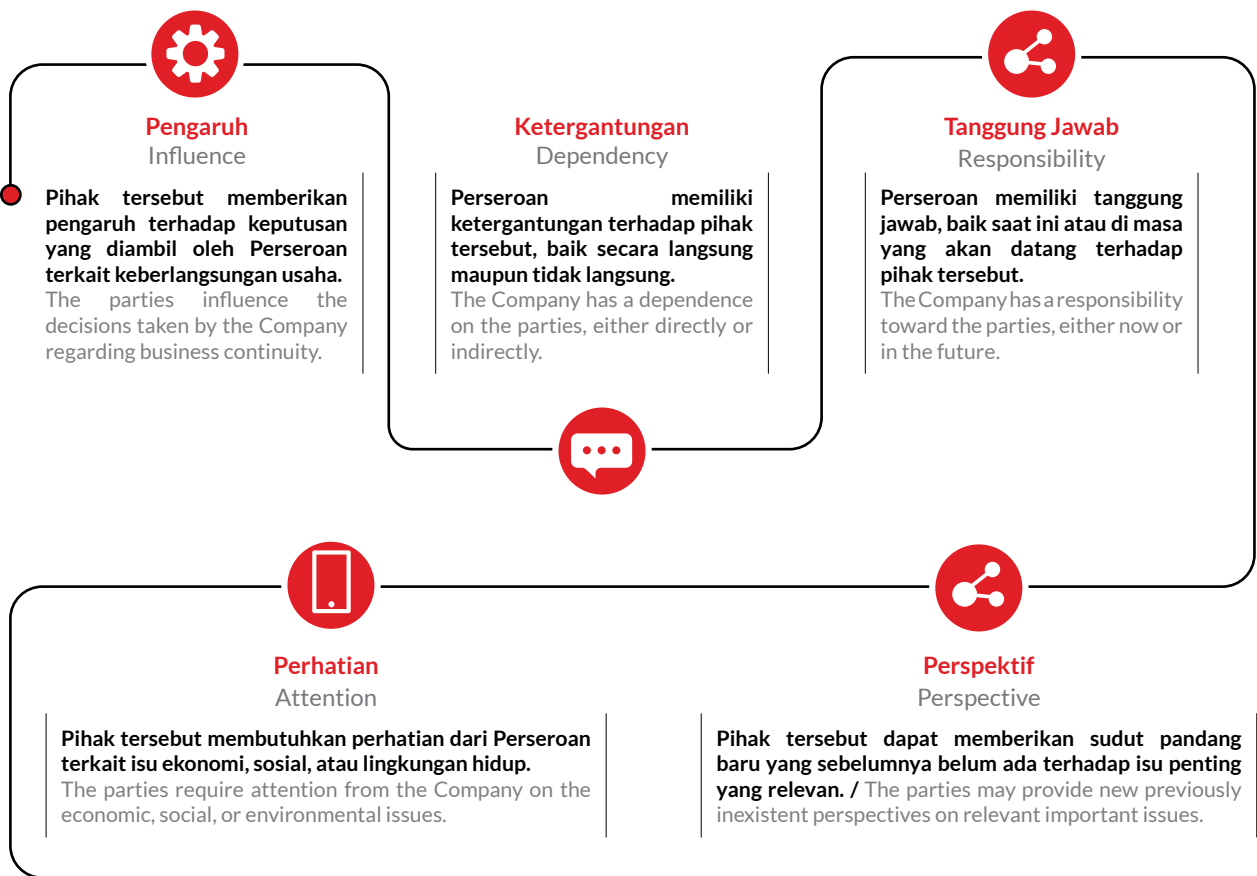 Pengaruh
Influence
Pihak tersebut memberikan
pengaruh terhadap keputusan
yang diambil oleh Perseroan
terkait keberlangsungan usaha.
The parties influence the
decisions taken by the Company
regarding business continuity.
Ketergantungan
Dependency
Perseroan memiliki
ketergantungan terhadap pihak
tersebut, baik secara langsung
maupun tidak langsung.
The Company has a dependence
on the parties, either directly or
indirectly.
Tanggung Jawab
Responsibility
Perseroan memiliki tanggung
jawab, baik saat ini atau di masa
yang akan datang terhadap
pihak tersebut.
The Company has a responsibility
toward the parties, either now or
in the future.
Perhatian
Attention
Pihak tersebut membutuhkan perhatian dari Perseroan
terkait isu ekonomi, sosial, atau lingkungan hidup.
The parties require attention from the Company on the
economic, social, or environmental issues.
Perspektif
Perspective
Pihak tersebut dapat memberikan sudut pandang
baru yang sebelumnya belum ada terhadap isu penting
yang relevan. / The parties may provide new previously
inexistent perspectives on relevant important issues.